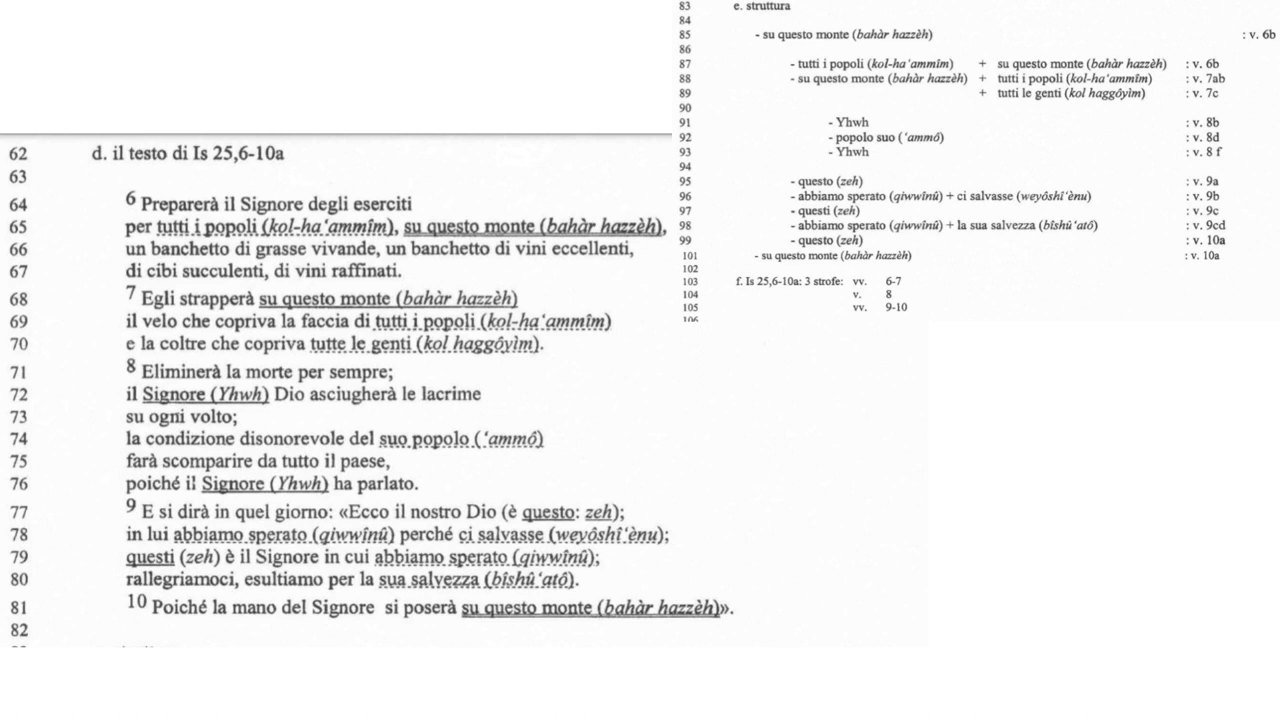 62 d. il testo di Is 25,6-10a
63
64 6 Preparerà il Signore degli eserciti
65 per tutti i popoli (kol-ha‘ammîm), su questo monte (bahàr hazzèh),
66 un banchetto di grasse vivande, un banchetto di vini eccellenti,
67 di cibi succulenti, di vini raffinati.
68 7 Egli strapperà su questo monte (bahàr hazzèh)
69 il velo che copriva la faccia di tutti i popoli (kol-ha‘ammîm)
70 e la coltre che copriva tutte le genti (kol haggôyìm).
71 8 Eliminerà la morte per sempre;
72 il Signore (Yhwh) Dio asciugherà le lacrime
73 su ogni volto;
74 la condizione disonorevole del suo popolo (‘ammô)
75 farà scomparire da tutto il paese,
76 poiché il Signore (Yhwh) ha parlato.
77 9 E si dirà in quel giorno: «Ecco il nostro Dio (è questo: zeh);
78 in lui abbiamo sperato (qiwwînû) perché ci salvasse (weyôshî‘ènu);
79 questi (zeh) è il Signore in cui abbiamo sperato (qiwwînû);
80 rallegriamoci, esultiamo per la sua salvezza (bîshû‘atô).
81 10 Poiché la mano del Signore si poserà su questo monte (bahàr hazzèh)».
82
83 e. struttura
84
85 - su questo monte (bahàr hazzèh) : v. 6b
86
87 - tutti i popoli (kol-ha‘ammîm) + su questo monte (bahàr hazzèh) : v. 6b
88 - su questo monte (bahàr hazzèh) + tutti i popoli (kol-ha‘ammîm) : v. 7ab
89 + tutti le genti (kol haggôyìm) : v. 7c
90
91 - Yhwh : v. 8b
92 - popolo suo (‘ammô) : v. 8d
93 - Yhwh : v. 8 f
94
95 - questo (zeh) : v. 9a
96 - abbiamo sperato (qiwwînû) + ci salvasse (weyôshî‘ènu) : v. 9b
97 - questi (zeh) : v. 9c
98 - abbiamo sperato (qiwwînû) + la sua salvezza (bîshû‘atô) : v. 9cd
99 - questo (zeh) : v. 10a
101 - su questo monte (bahàr hazzèh) : v. 10a
102
103 f. Is 25,6-10a: 3 strofe: vv. 6-7
104 v. 8
105 vv. 9-10